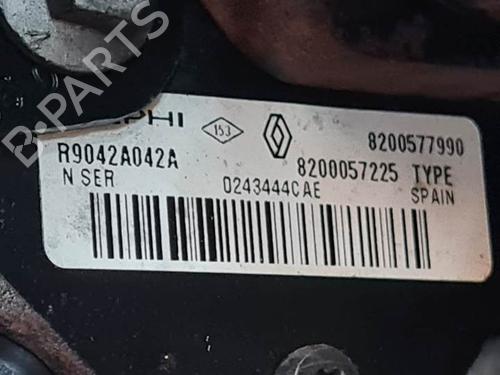 B-PARTS
PHI 153 8200577990
R9042A042A 8200057225 TYPE
N SER 0243444CAE SPAIN